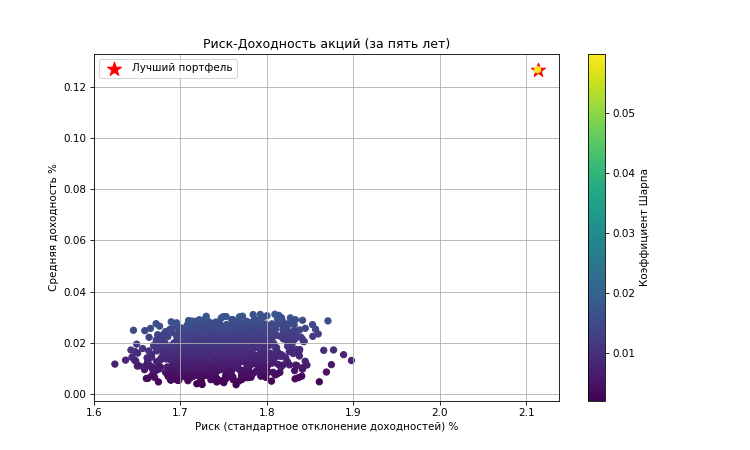 Риск-Доходность акций (за пять лет)
Лучший портфель
Средняя доходность %
0.12
0.10
0.08
0.06
0.04
0.02
0.00
1.6 1.7 1.8 1.9 2.0 2.1
Риск (стандартное отклонение доходностей) %
0.05
0.04
0.03
0.02
0.01
Коэффициент Шарпа